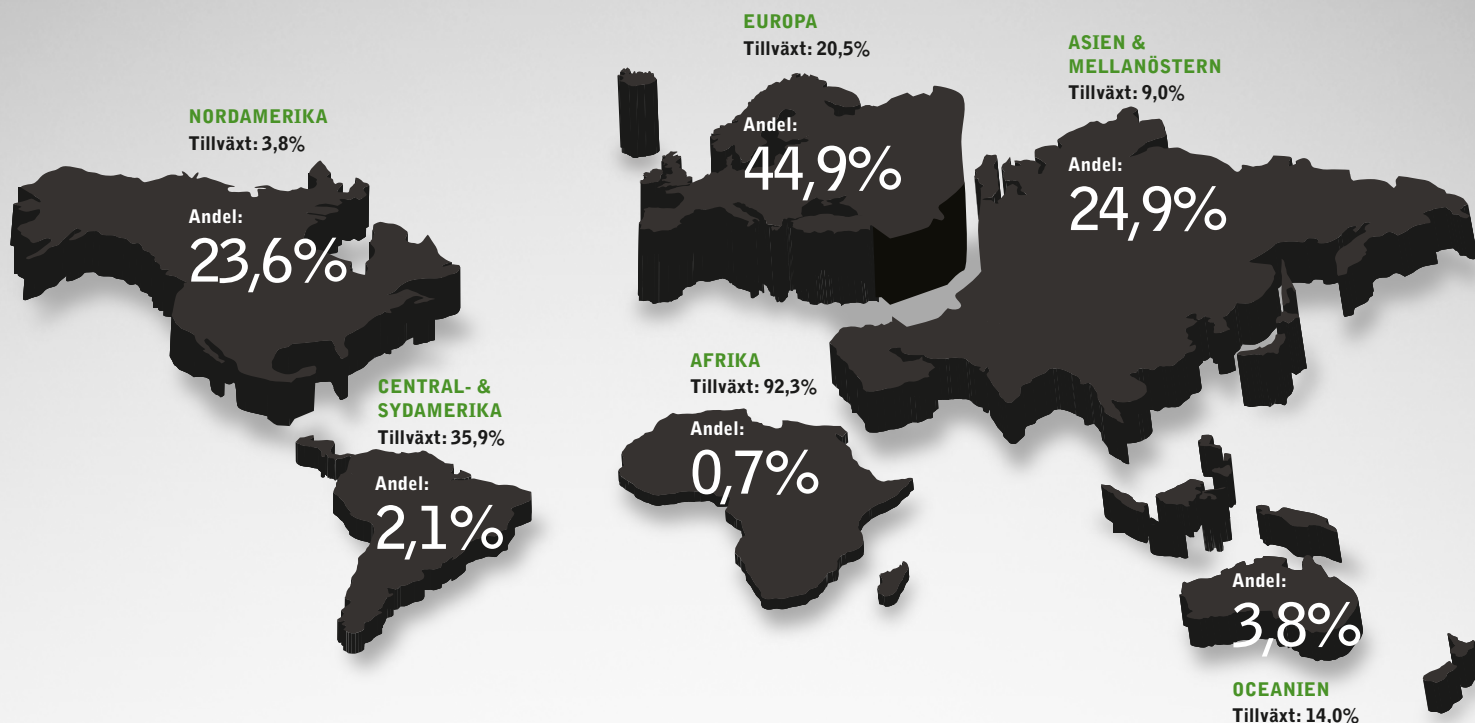 EUROPA
Tillväxt: 20,5%
Andel:
44,9%
ASIEN &
MELLANÖSTERN
Tillväxt: 9,0%
Andel:
24,9%
NORDAMERIKA
Tillväxt: 3,8%
Andel:
23,6%
CENTRAL- &
SYDAMERIKA
Tillväxt: 35,9%
Andel:
2,1%
AFRIKA
Tillväxt: 92,3%
Andel:
0,7%
Andel:
3,8%
OCEANIEN
Tillväxt: 14,0%